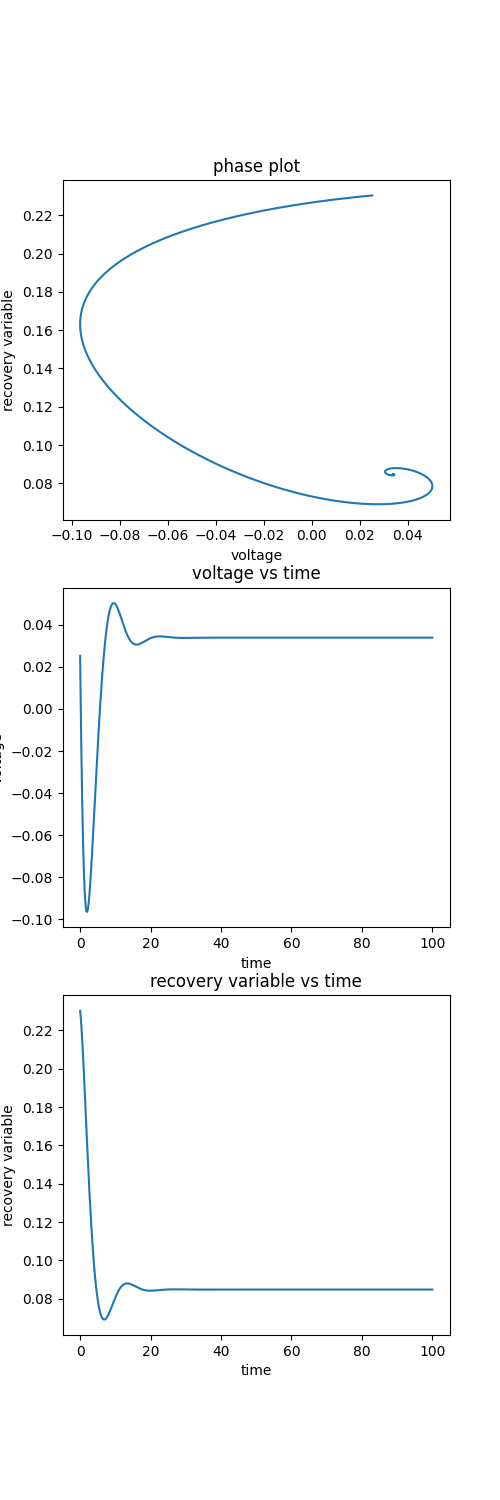 phase plot
0.22
0.20
0.18
0.16
0.14
0.12
0.10
0.08
recovery variable
−0.10 −0.08 −0.06 −0.04 −0.02 0.00 0.02 0.04
voltage
voltage vs time
0.04
0.02
0.00
−0.02
−0.04
−0.06
−0.08
−0.10
0 20 40 60 80 100
time
recovery variable vs time
0.22
0.20
0.18
0.16
0.14
0.12
0.10
0.08
recovery variable
0 20 40 60 80 100
time